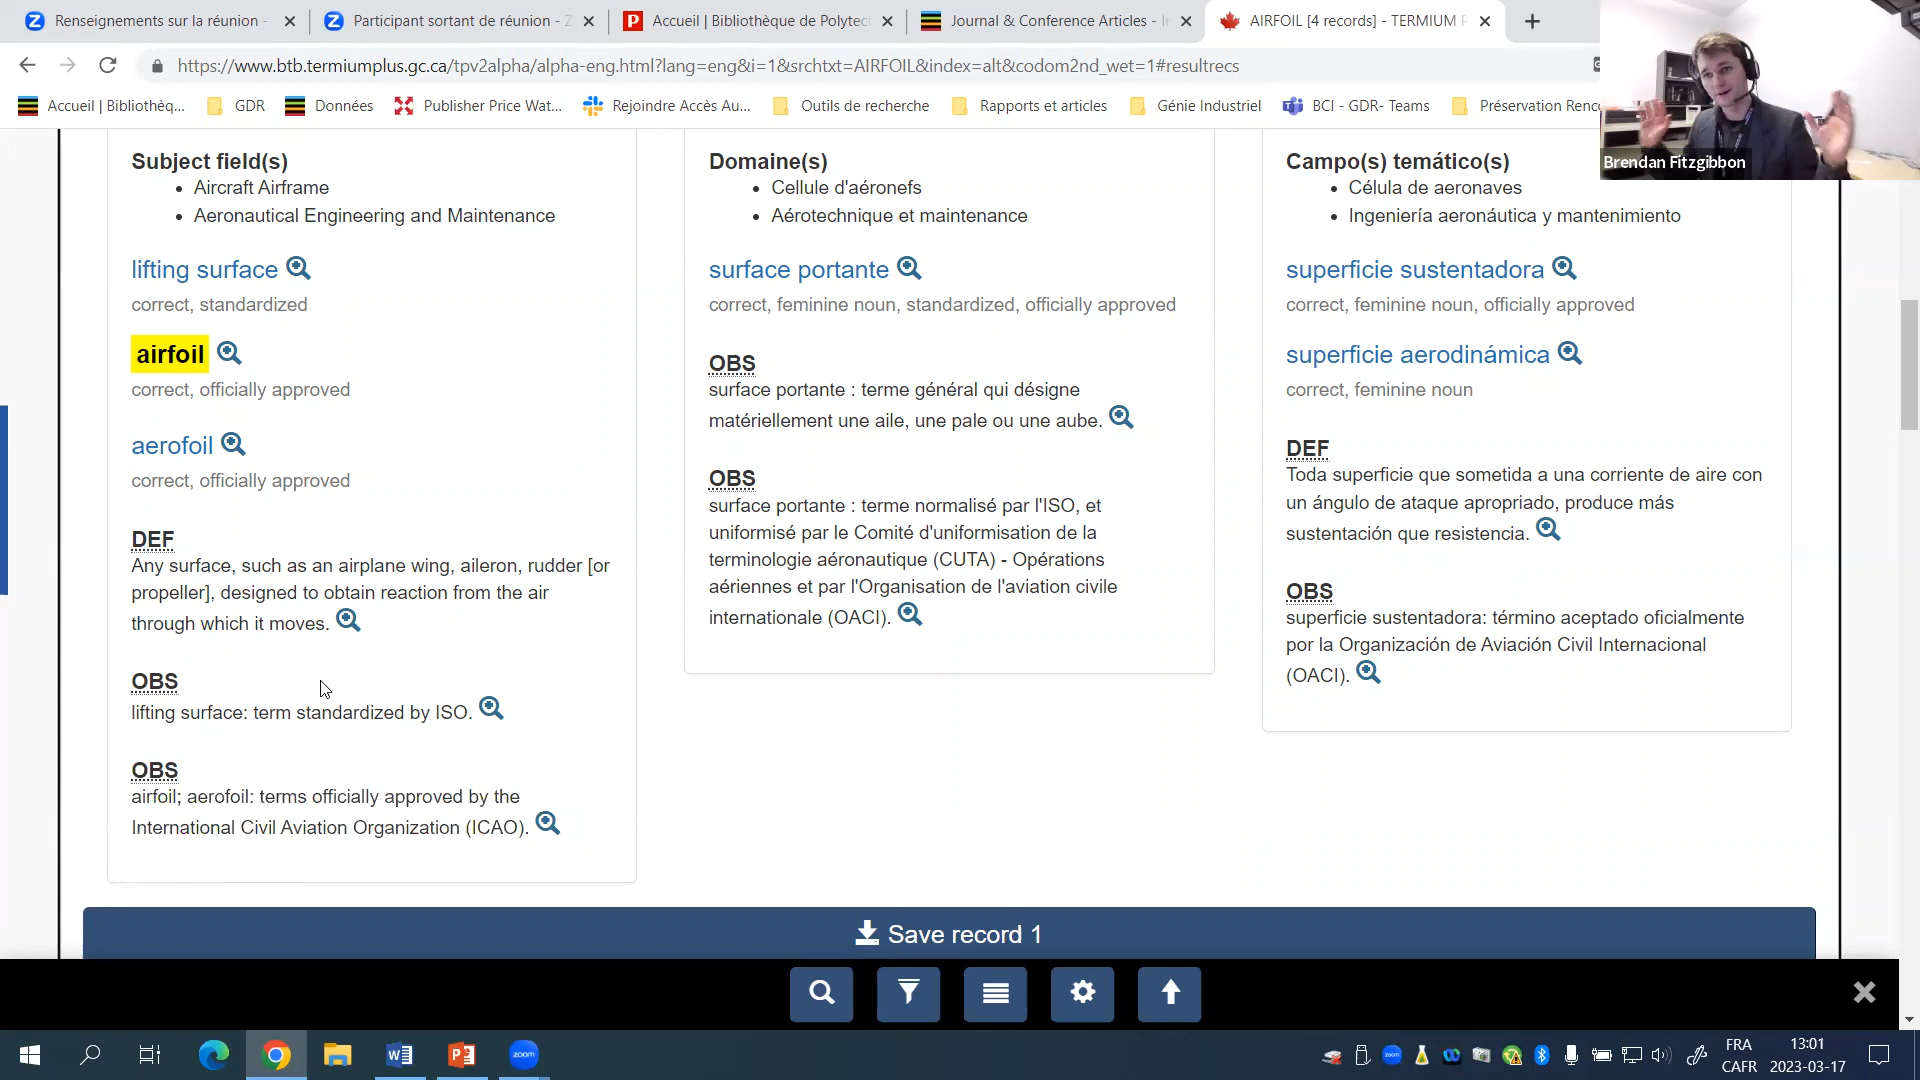 Renseignements sur la réunion -
Participant sortant de réunion - Z
Accueil | Bibliothèque de Polytec
Journal & Conference Articles - I
AIRFOIL [4 records] - TERMIUM P
https://www.btb.termiumplus.gc.ca/tpv2alpha/alpha-eng.html?lang=eng&i=1&srchtxt=AIRFOIL&index=alt&codom2nd_wet=1#resultrecs
Accueil | Bibliothèq...
GDR
Données
Publisher Price Wat...
Rejoindre Accès Au...
Outils de recherche
Rapports et articles
Génie Industriel
BCI - GDR- Teams
Préservation Renc
Brendan Fitzgibbon
Subject field(s)
• Aircraft Airframe
• Aeronautical Engineering and Maintenance
lifting surface
correct, standardized
airfoil
correct, officially approved
aerofoil
correct, officially approved
DEF
Any surface, such as an airplane wing, aileron, rudder [or
propeller], designed to obtain reaction from the air
through which it moves.
OBS
lifting surface: term standardized by ISO.
OBS
airfoil; aerofoil: terms officially approved by the
International Civil Aviation Organization (ICAO).
Domaine(s)
• Cellule d'aéronefs
• Aérotechnique et maintenance
surface portante
correct, feminine noun, standardized, officially approved
OBS
surface portante : terme général qui désigne
matériellement une aile, une pale ou une aube.
OBS
surface portante : terme normalisé par l'ISO, et
uniformisé par le Comité d'uniformisation de la
terminologie aéronautique (CUTA) - Opérations
aériennes et par l'Organisation de l'aviation civile
internationale (OACI).
Campo(s) temático(s)
• Célula de aeronaves
• Ingeniería aeronáutica y mantenimiento
superficie sustentadora
correct, feminine noun, officially approved
superficie aerodinámica
correct, feminine noun
DEF
Toda superficie que sometida a una corriente de aire con
un ángulo de ataque apropriado, produce más
sustentación que resistencia.
OBS
superficie sustentadora: término aceptado oficialmente
por la Organización de Aviación Civil Internacional
(OACI).
Save record 1
zoom
FRA
CAFR
13:01
2023-03-17